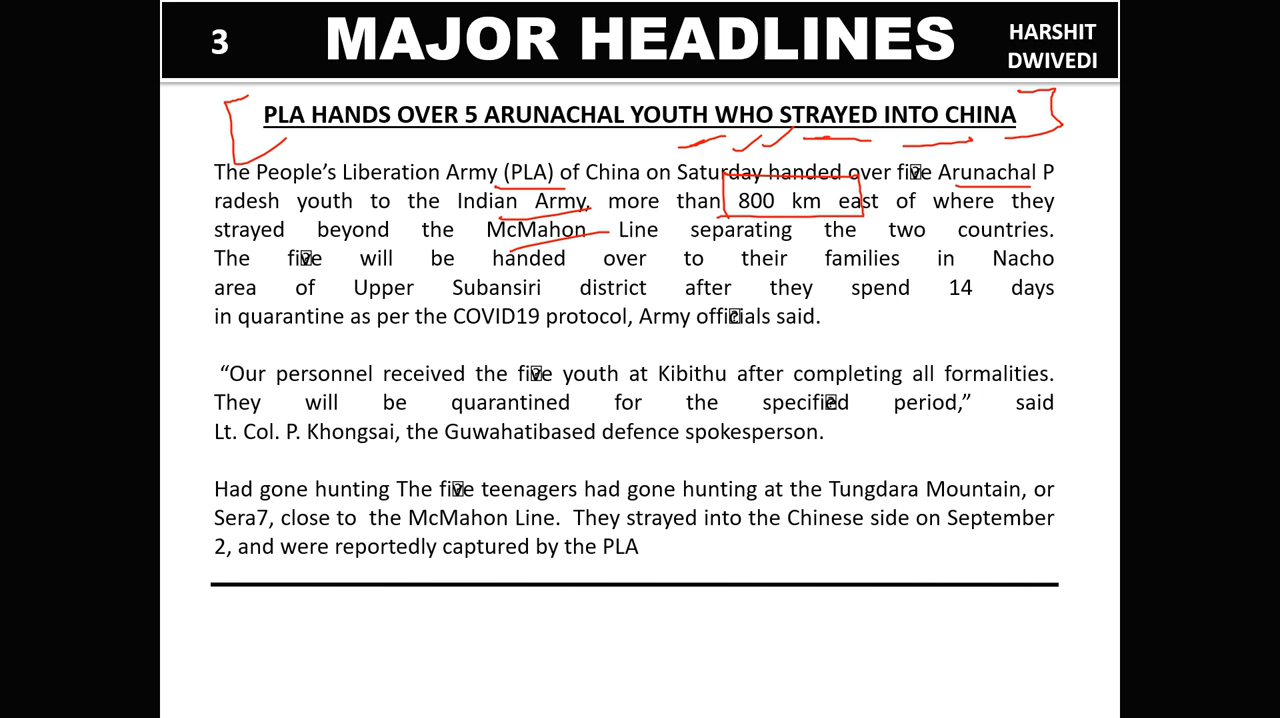 3
MAJOR HEADLINES
HARSHIT
DWIVEDI
PLA HANDS OVER 5 ARUNACHAL YOUTH WHO STRAYED INTO CHINA
The People's Liberation Army (PLA) of China on Saturday handed over five Arunachal P
radesh youth to the Indian Army, more than 800 km east of where they
strayed beyond the McMahon Line separating the two countries.
The five will be handed over to their families in Nacho
area of Upper Subansiri district after they spend 14 days
in quarantine as per the COVID19 protocol, Army officials said.
“Our personnel received the five youth at Kibithu after completing all formalities.
They will be quarantined for the specified period,” said
Lt. Col. P. Khongsai, the Guwahatibased defence spokesperson.
Had gone hunting The five teenagers had gone hunting at the Tungdara Mountain, or
Sera7, close to the McMahon Line. They strayed into the Chinese side on September
2, and were reportedly captured by the PLA